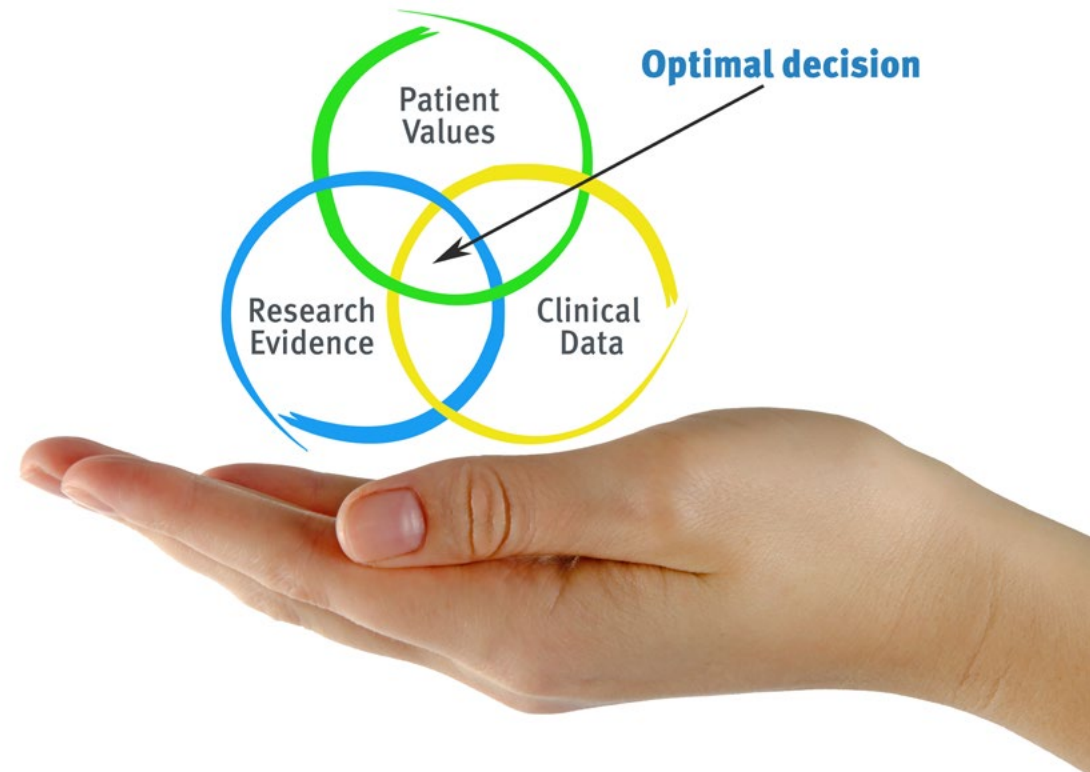 Optimal decision
Patient
Values
Research
Evidence
Clinical
Data